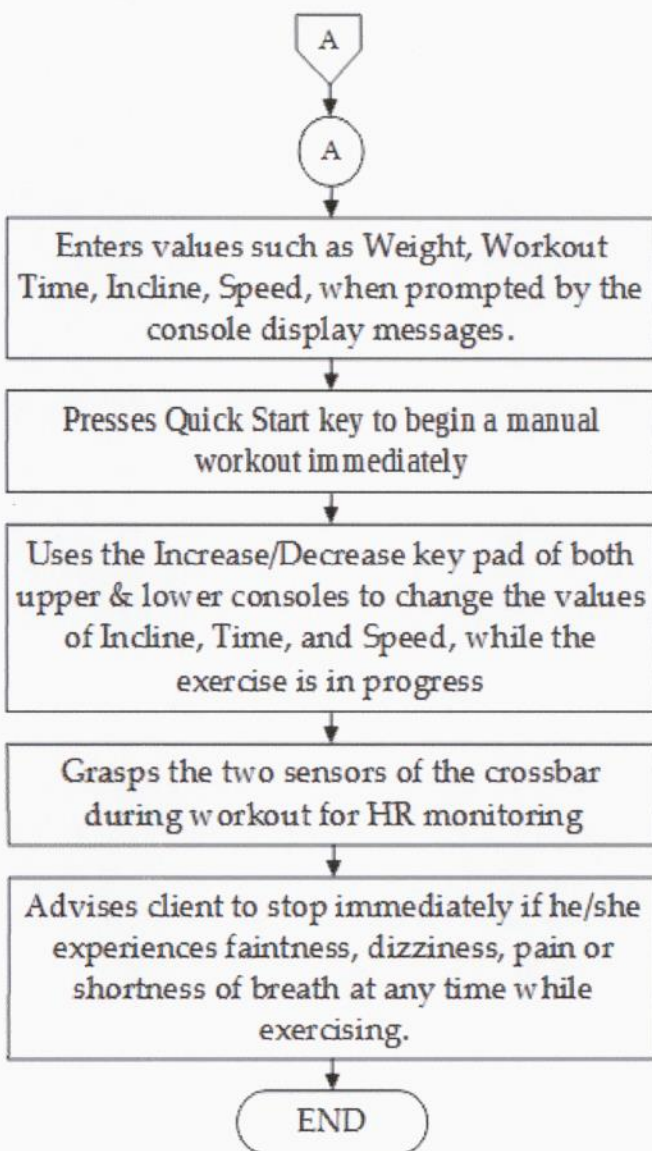 A
A
Enters values such as Weight, Workout
Time, Incline, Speed, when prompted by the
console display messages.
Presses Quick Start key to begin a manual
workout immediately
Uses the Increase/Decrease key pad of both
upper & lower consoles to change the values
of Incline, Time, and Speed, while the
exercise is in progress
Grasps the two sensors of the crossbar
during workout for HR monitoring
Advises client to stop immediately if he/she
experiences faintness, dizziness, pain or
shortness of breath at any time while
exercising.
END